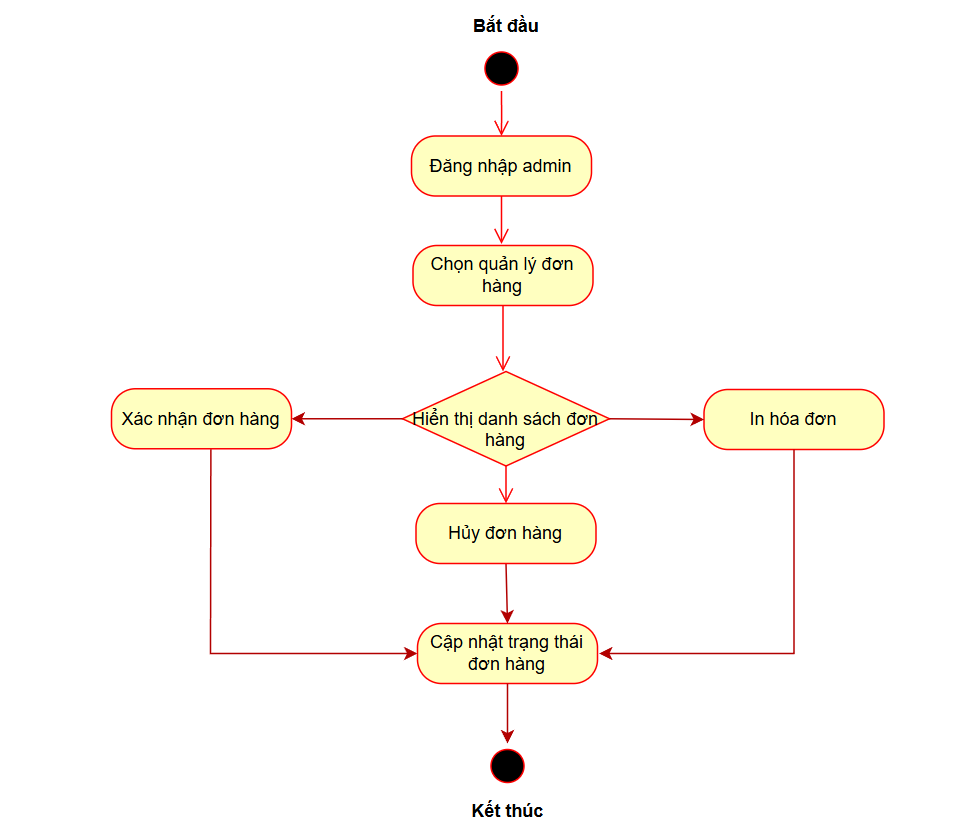 Bắt đầu
Đăng nhập admin
Chọn quản lý đơn
hàng
Xác nhận đơn hàng
Hiển thị danh sách đơn
hàng
In hóa đơn
Hủy đơn hàng
Cập nhật trạng thái
đơn hàng
Kết thúc